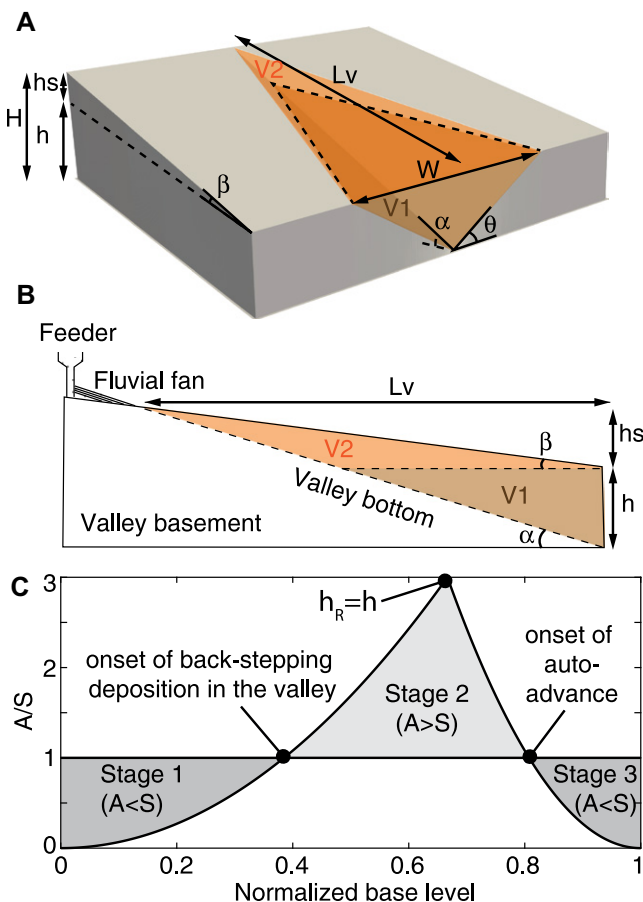 A
V2
Lv
hs
H
h
β
W
V1
α
θ
B
Feeder
Fluvial fan
Lv
hs
V2
β
V1
h
Valley bottom
Valley basement
α
C
3
2
1
0
A/S
hR=h
onset of back-stepping
deposition in the valley
onset of
auto-
advance
Stage 2
(A>S)
Stage 1
(A<S)
Stage 3
(A<S)
0
0.2
0.4
0.6
0.8
1
Normalized base level